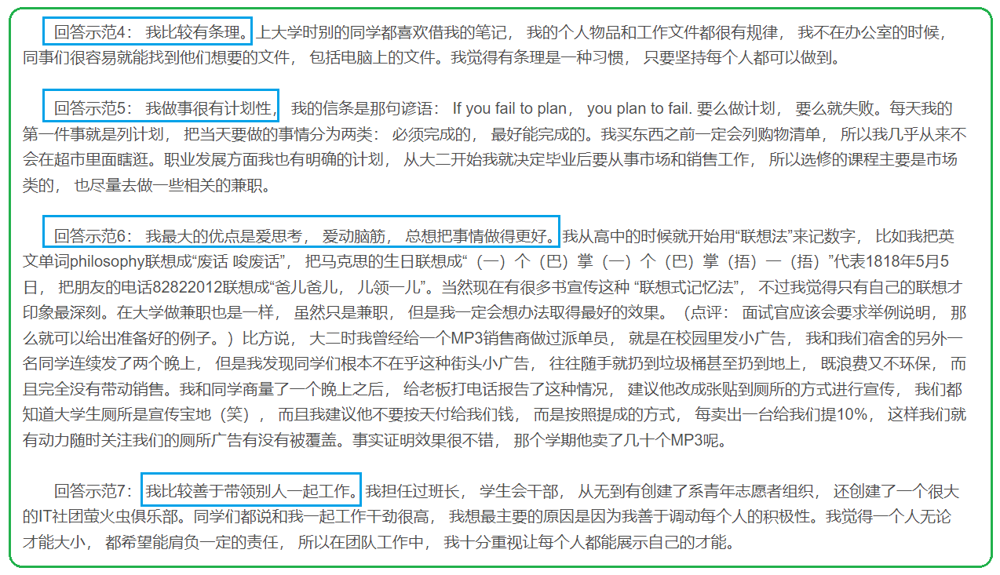 回答示范4： 我比较有条理。上大学时别的同学都喜欢借我的笔记， 我的个人物品和工作文件都很有规律， 我不在办公室的时候，
同事们很容易就能找到他们想要的文件， 包括电脑上的文件。我觉得有条理是一种习惯， 只要坚持每个人都可以做到。
回答示范5： 我做事很有计划性， 我的信条是那句谚语： If you fail to plan， you plan to fail. 要么做计划， 要么就失败。每天我的
第一件事就是列计划， 把当天要做的事情分为两类： 必须完成的， 最好能完成的。我买东西之前一定会列购物清单， 所以我几乎从来不
会在超市里面瞎逛。职业发展方面我也有明确的计划， 从大二开始我就决定毕业后要从事市场和销售工作， 所以选修的课程主要是市场
类的， 也尽量去做一些相关的兼职。
回答示范6： 我最大的优点是爱思考， 爱动脑筋， 总想把事情做得更好。我从高中的时候就开始用“联想法”来记数字， 比如我把英
文单词philosophy联想成“废话 唆废话”， 把马克思的生日联想成“（一）个（巴）掌（一）个（巴）掌（捂）一（捂）”代表1818年5月5
日， 把朋友的电话82822012联想成“爸儿爸儿， 儿领一儿”。当然现在有很多书宣传这种 “联想式记忆法”， 不过我觉得只有自己的联想才
印象最深刻。在大学做兼职也是一样， 虽然只是兼职， 但是我一定会想办法取得最好的效果。（点评： 面试官应该会要求举例说明， 那
么就可以给出准备好的例子。）比方说， 大二时我曾经给一个MP3销售商做过派单员， 就是在校园里发小广告， 我和我们宿舍的另外一
名同学连续发了两个晚上， 但是我发现同学们根本不在乎这种街头小广告， 往往随手就扔到垃圾桶甚至扔到地上， 既浪费又不环保， 而
且完全没有带动销售。我和同学商量了一个晚上之后， 给老板打电话报告了这种情况， 建议他改成张贴到厕所的方式进行宣传， 我们都
知道大学生厕所是宣传宝地（笑）， 而且我建议他不要按天付给我们钱， 而是按照提成的方式， 每卖出一台给我们提10%， 这样我们就
有动力随时关注我们的厕所广告有没有被覆盖。事实证明效果很不错， 那个学期他卖了几十个MP3呢。
回答示范7： 我比较善于带领别人一起工作。我担任过班长， 学生会干部， 从无到有创建了系青年志愿者组织， 还创建了一个很大
的IT社团萤火虫俱乐部。同学们都说和我一起工作干劲很高， 我想最主要的原因是因为我善于调动每个人的积极性。我觉得一个人无论
才能大小， 都希望能肩负一定的责任， 所以在团队工作中， 我十分重视让每个人都能展示自己的才能。